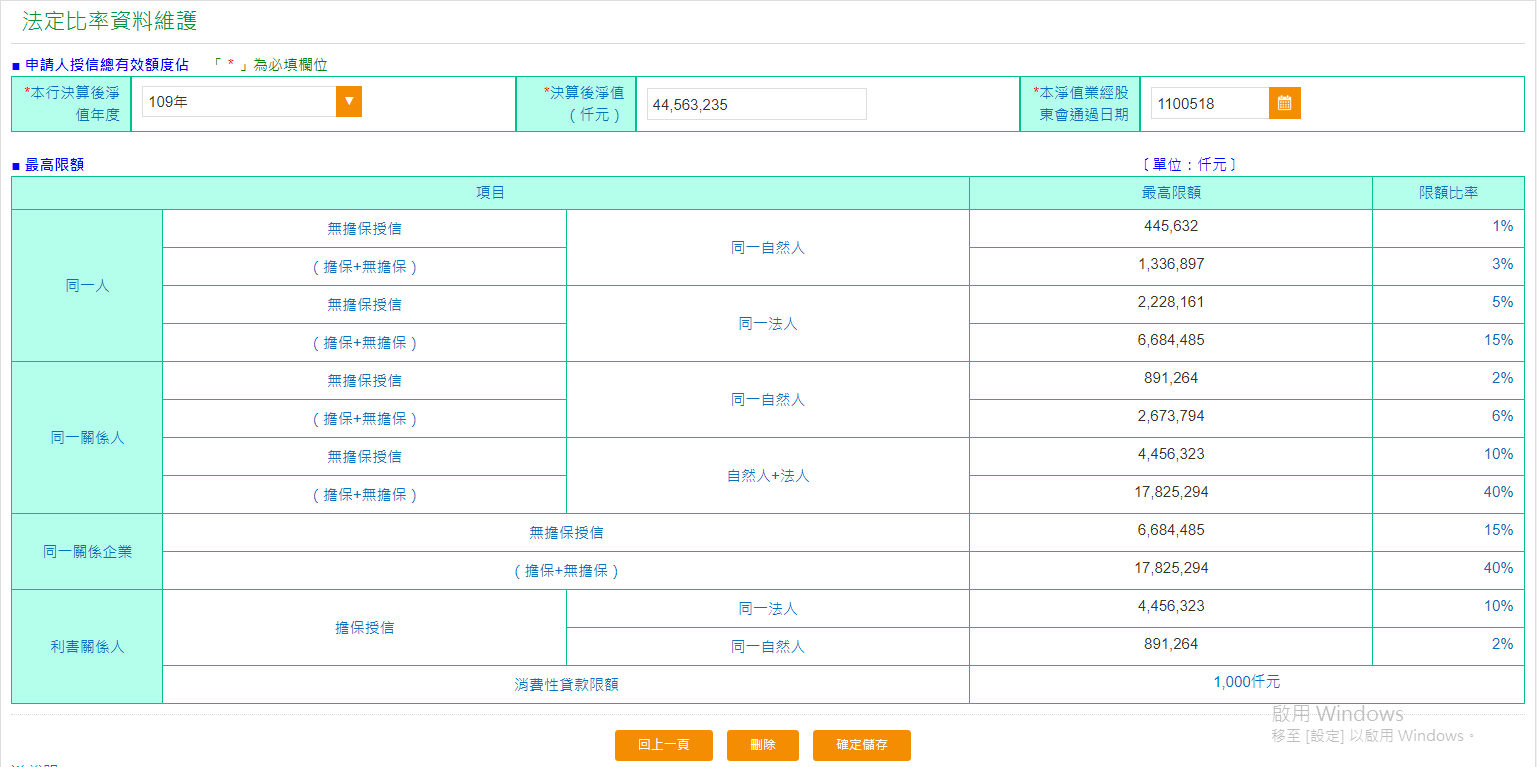 法定比率資料維護
■ 申請人授信總有效額度佔 「 * 」為必填欄位
*本行決算後淨值年度 109年 ▼ *決算後淨值(仟元) 44,563,235 *本淨值業經股東會通過日期 1100518
■ 最高限額 〔 單位:仟元 〕
項目 最高限額 限額比率
同一人 無擔保授信 同一自然人 445,632 1%
(擔保+無擔保) 1,336,897 3%
無擔保授信 同一法人 2,228,161 5%
(擔保+無擔保) 6,684,485 15%
同一關係人 無擔保授信 同一自然人 891,264 2%
(擔保+無擔保) 2,673,794 6%
無擔保授信 自然人+法人 4,456,323 10%
(擔保+無擔保) 17,825,294 40%
同一關係企業 無擔保授信 6,684,485 15%
(擔保+無擔保) 17,825,294 40%
利害關係人 擔保授信 同一法人 4,456,323 10%
同一自然人 891,264 2%
消費性貸款限額 1,000仟元
啟用 Windows
移至 [設定] 以啟用 Windows。
回上一頁 刪除 確定儲存